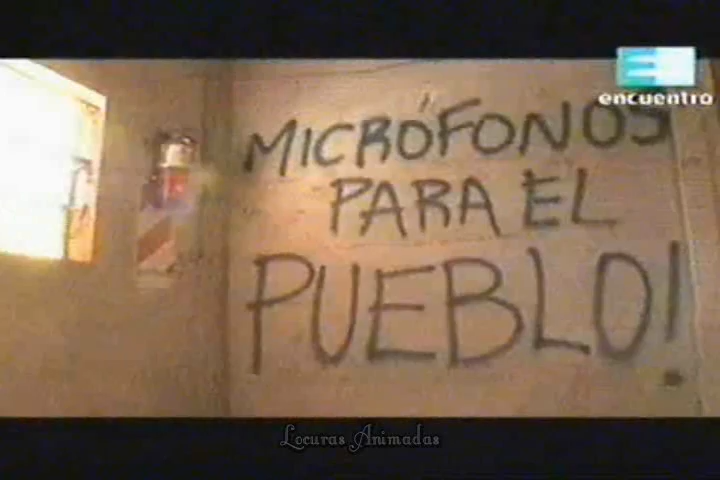 encuentro
MICRÓFONOS
PARA EL
PUEBLO!
Locuras Animadas